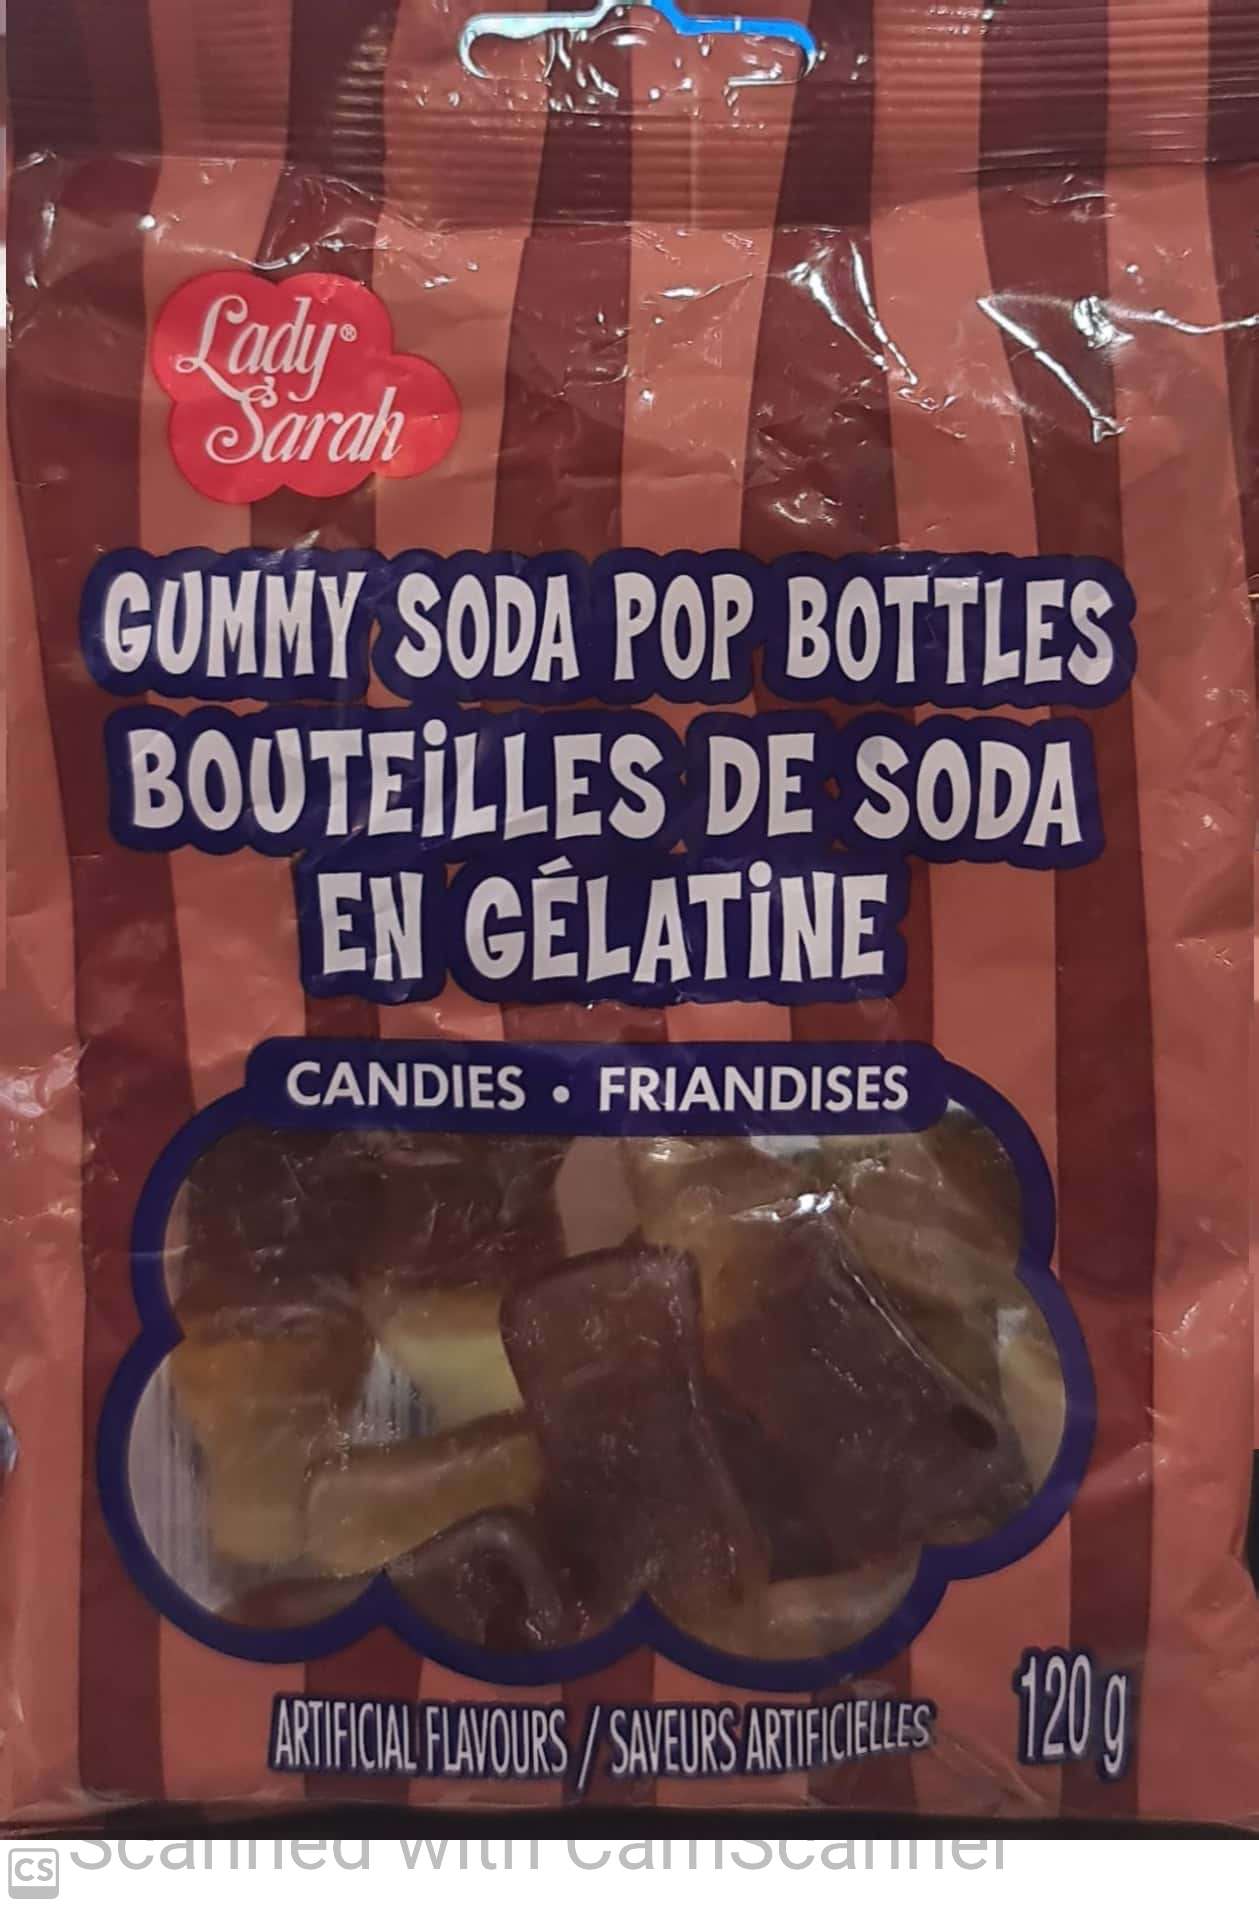 Lady®
Sarah
GUMMY SODA POP BOTTLES
BOUTEILLES DE SODA
EN GÉLATINE
CANDIES • FRIANDISES
ARTIFICIAL FLAVOURS / SAVEURS ARTIFICIELLES
120 g
CS Scanned with CamScanner